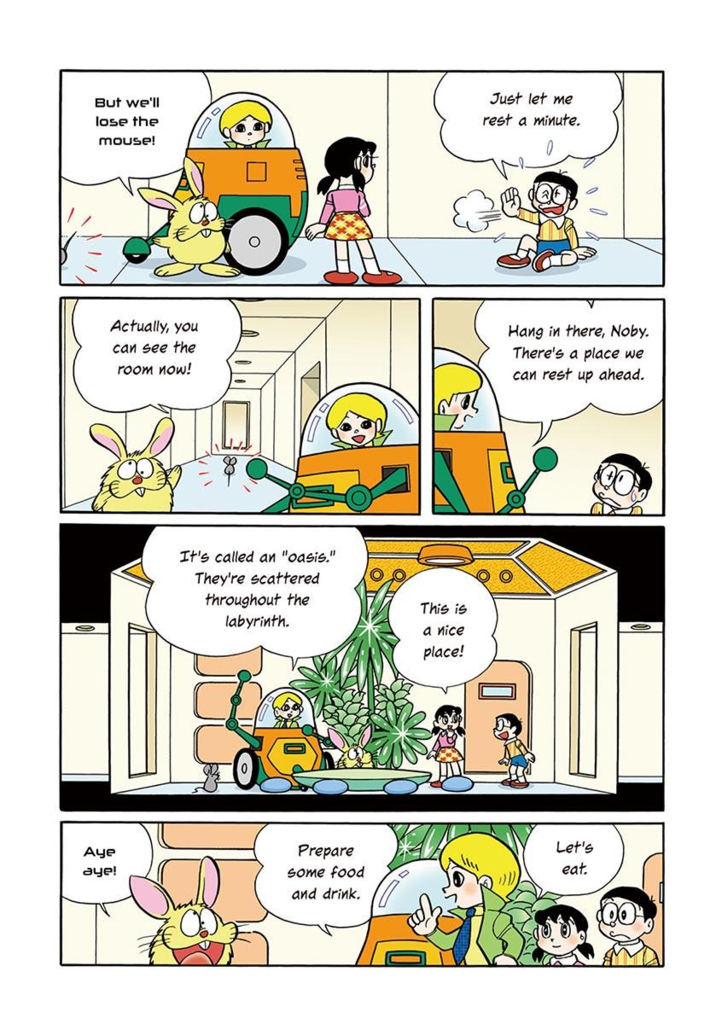 But we'll
lose the
mouse!
Just let me
rest a minute.
Actually, you
can see the
room now!
Hang in there, Noby.
There's a place we
can rest up ahead.
It's called an "oasis."
They're scattered
throughout the
labyrinth.
This is
a nice
place!
Aye
aye!
Prepare
some food
and drink.
Let's
eat.